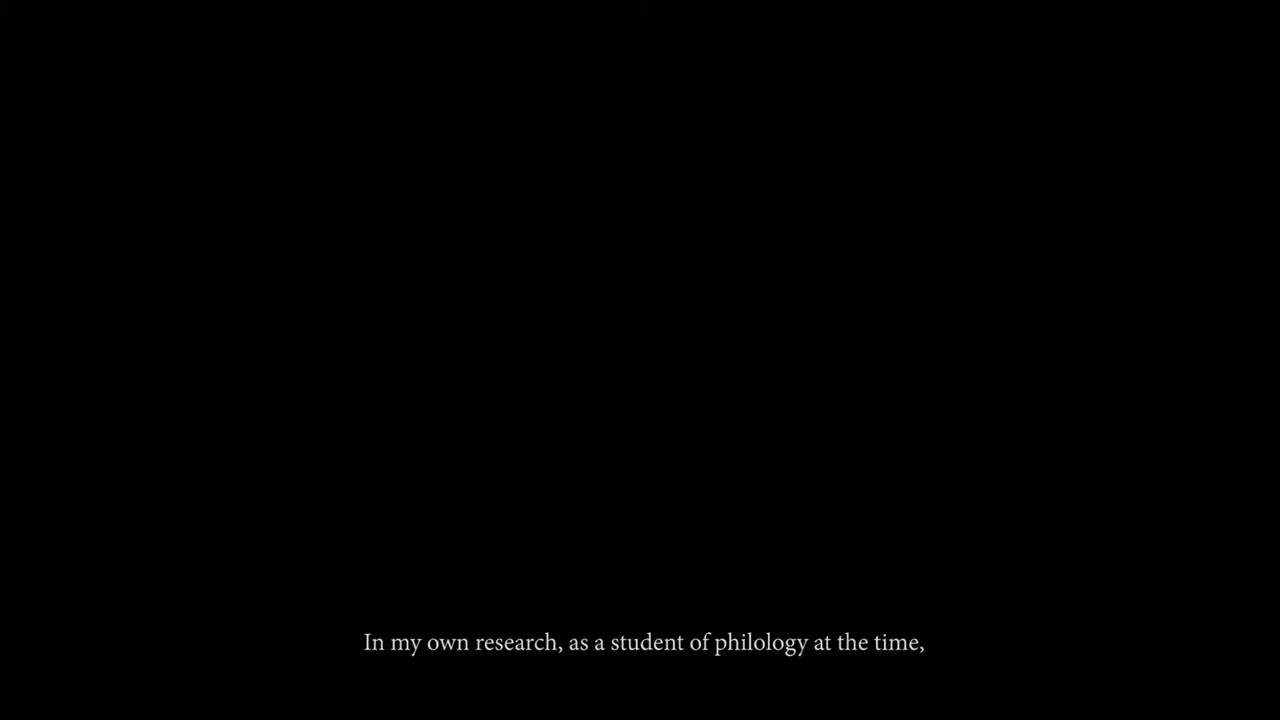 In my own research, as a student of philology at the time,